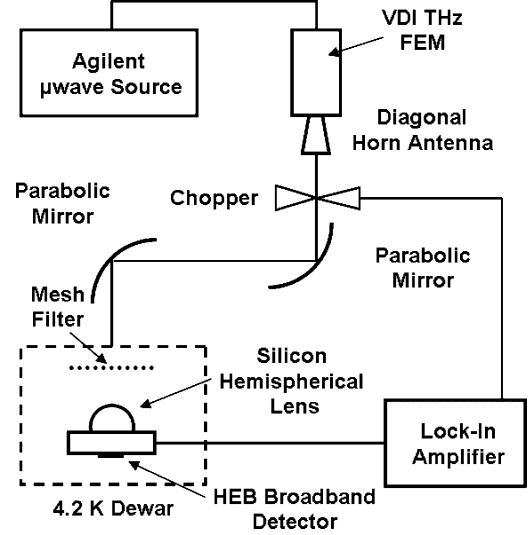 VDI THz
FEM
Agilent
μwave Source
Diagonal
Horn Antenna
Chopper
Parabolic
Mirror
Parabolic
Mirror
Mesh
Filter
Silicon
Hemispherical
Lens
Lock-In
Amplifier
4.2 K Dewar
HEB Broadband
Detector